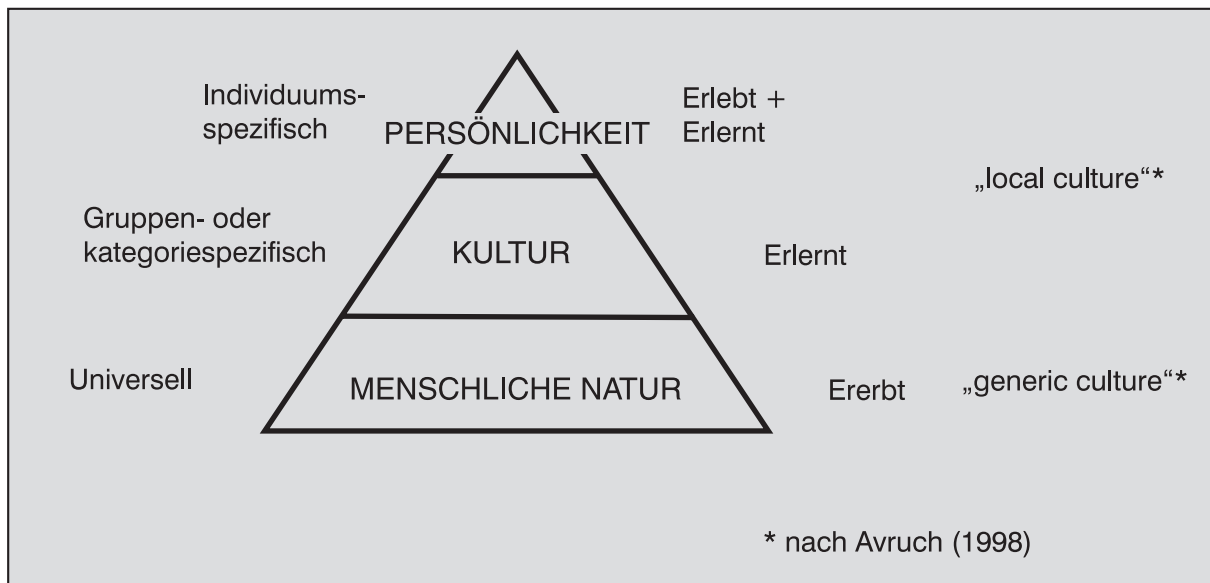 Individuums-
spezifisch
PERSÖNLICHKEIT
Erlebt +
Erlernt
„local culture“*
Gruppen- oder
kategoriespezifisch
KULTUR
Erlernt
Universell
MENSCHLICHE NATUR
Ererbt
„generic culture“*
* nach Avruch (1998)